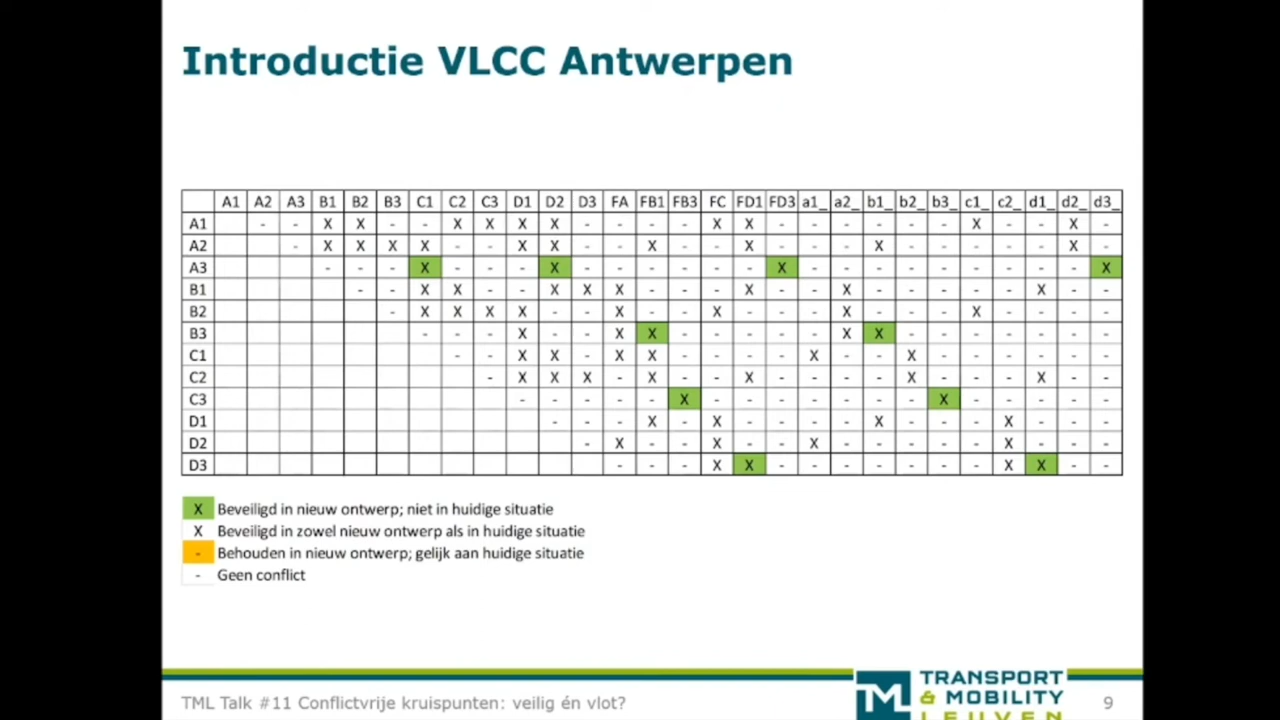 Introductie VLCC Antwerpen
A1 A2 A3 B1 B2 B3 C1 C2 C3 D1 D2 D3 FA FB1 FB3 FC FD1 FD3 a1_ a2_ b1_ b2_ b3_ c1_ c2_ d1_ d2_ d3_
A1 - - X X - - X X X X - - - - X X - - - - - - X - - X -
A2 - X X X X - - X X - - X - - X - - - X - - - - - X -
A3 - - - X - - - X - - - - - - X - - - - - - - - - X
B1 - - X X - - X X X - - - X - - X - - - - - X - -
B2 - X X X X - - X - - X - - - X - - - X - - - -
B3 - - - X - - X X - - - - - X X - - - - - - -
C1 - - X X - X X - - - - X - - X - - - - - -
C2 - X X X - X - - X - - - - X - - - X - -
C3 - - - - - X - - - - - - - X - - - - -
D1 - - - X - X - - - - X - - - X - - -
D2 - X - - X - - X - - - - - X - - -
D3 - - - X X - - - - - - - X X - -
X Beveiligd in nieuw ontwerp; niet in huidige situatie
X Beveiligd in zowel nieuw ontwerp als in huidige situatie
- Behouden in nieuw ontwerp; gelijk aan huidige situatie
- Geen conflict
TML Talk #11 Conflictvrije kruispunten: veilig én vlot?
TML TRANSPORT
& MOBILITY
LEUVEN
9